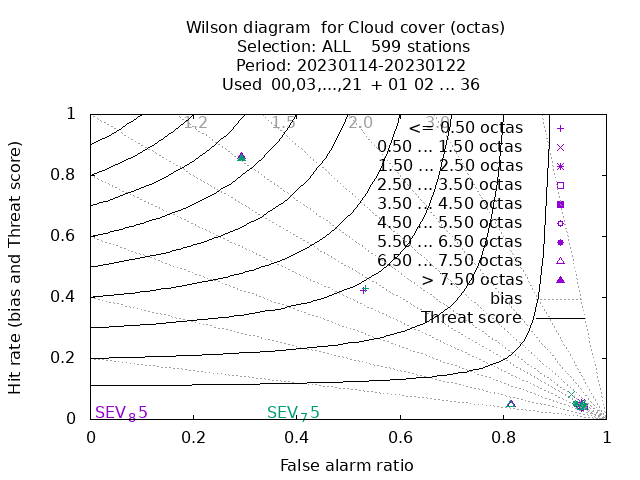 Wilson diagram  for Cloud cover (octas)
Selection: ALL    599 stations
Period: 20230114-20230122
Used  00,03,...,21  + 01 02 ... 36
Hit rate (bias and Threat score)
1
0.8
0.6
0.4
0.2
0
1.2 1.5 2.0 3.0
<= 0.50 octas
0.50 ... 1.50 octas
1.50 ... 2.50 octas
2.50 ... 3.50 octas
3.50 ... 4.50 octas
4.50 ... 5.50 octas
5.50 ... 6.50 octas
6.50 ... 7.50 octas
> 7.50 octas
bias
Threat score
SEV85 SEV75
0 0.2 0.4 0.6 0.8 1
False alarm ratio